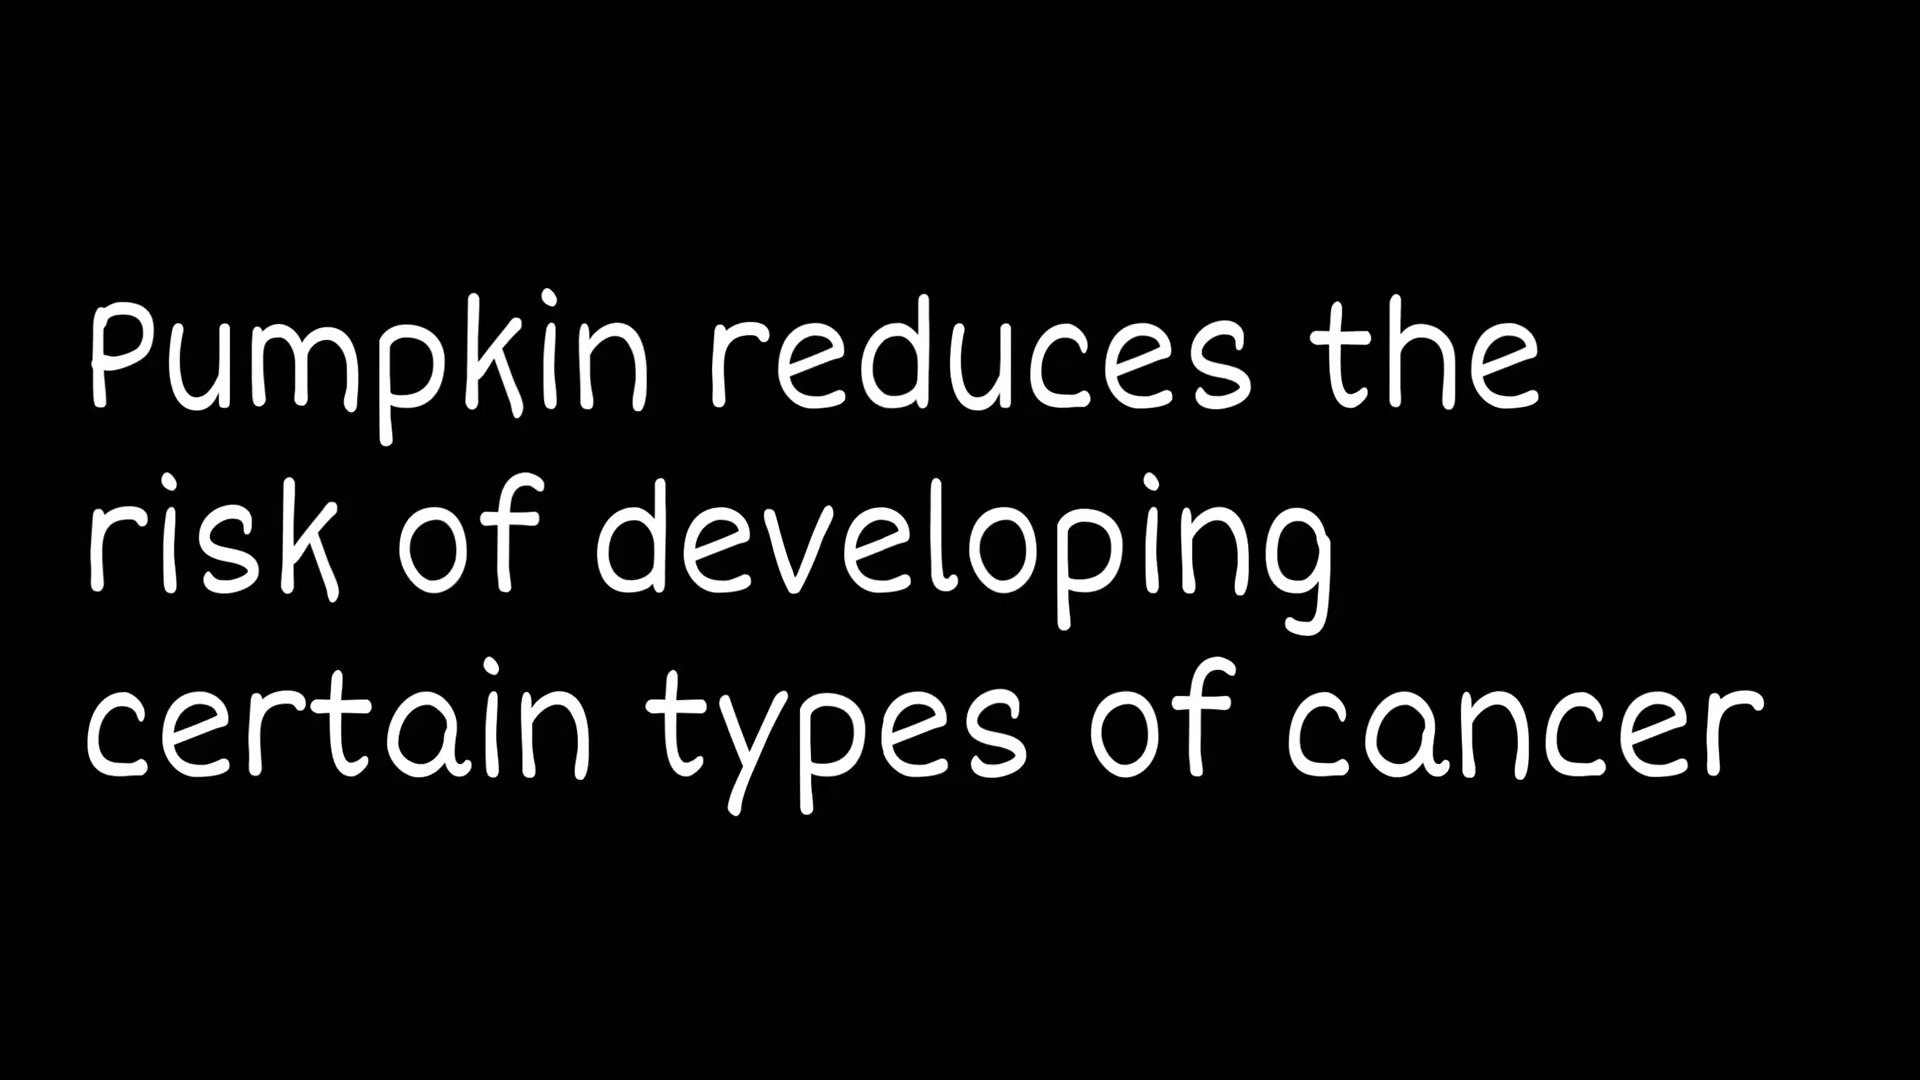 Pumpkin reduces the
risk of developing
certain types of cancer